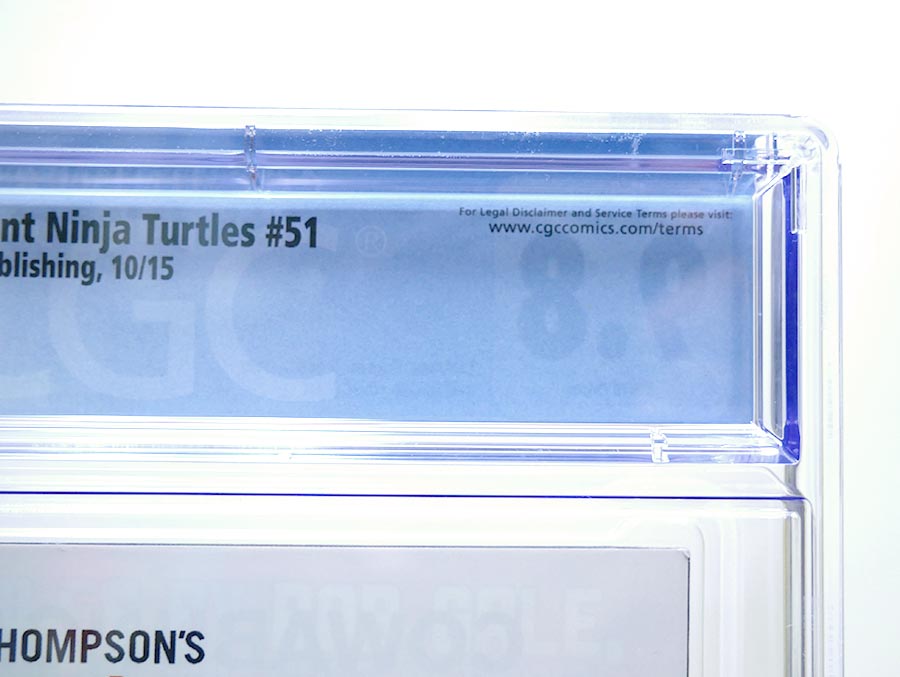 nt Ninja Turtles #51
blishing, 10/15
For Legal Disclaimer and Service Terms please visit:
www.cgccomics.com/terms
CGC®
9.8
HOMPSON'S